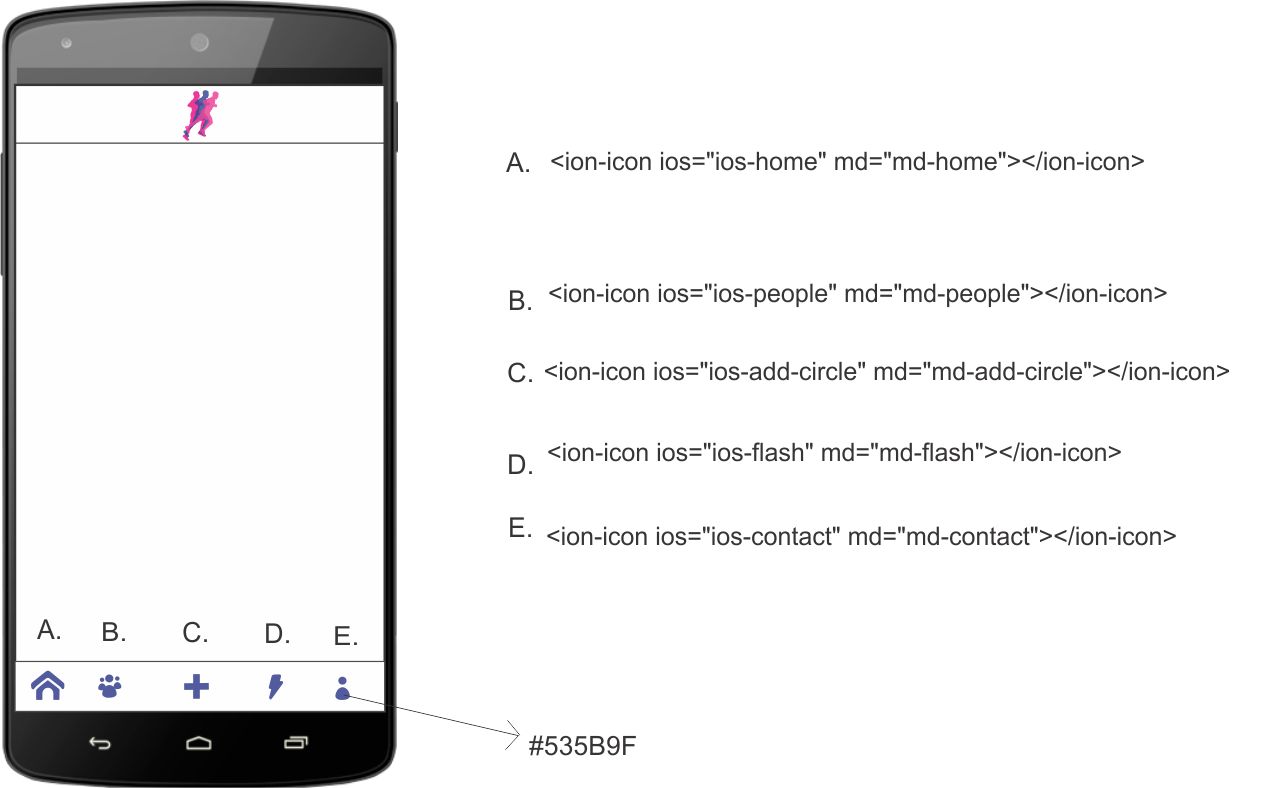 A. <ion-icon ios="ios-home" md="md-home"></ion-icon>
B. <ion-icon ios="ios-people" md="md-people"></ion-icon>
C. <ion-icon ios="ios-add-circle" md="md-add-circle"></ion-icon>
D. <ion-icon ios="ios-flash" md="md-flash"></ion-icon>
E. <ion-icon ios="ios-contact" md="md-contact"></ion-icon>
A. B. C. D. E.
#535B9F